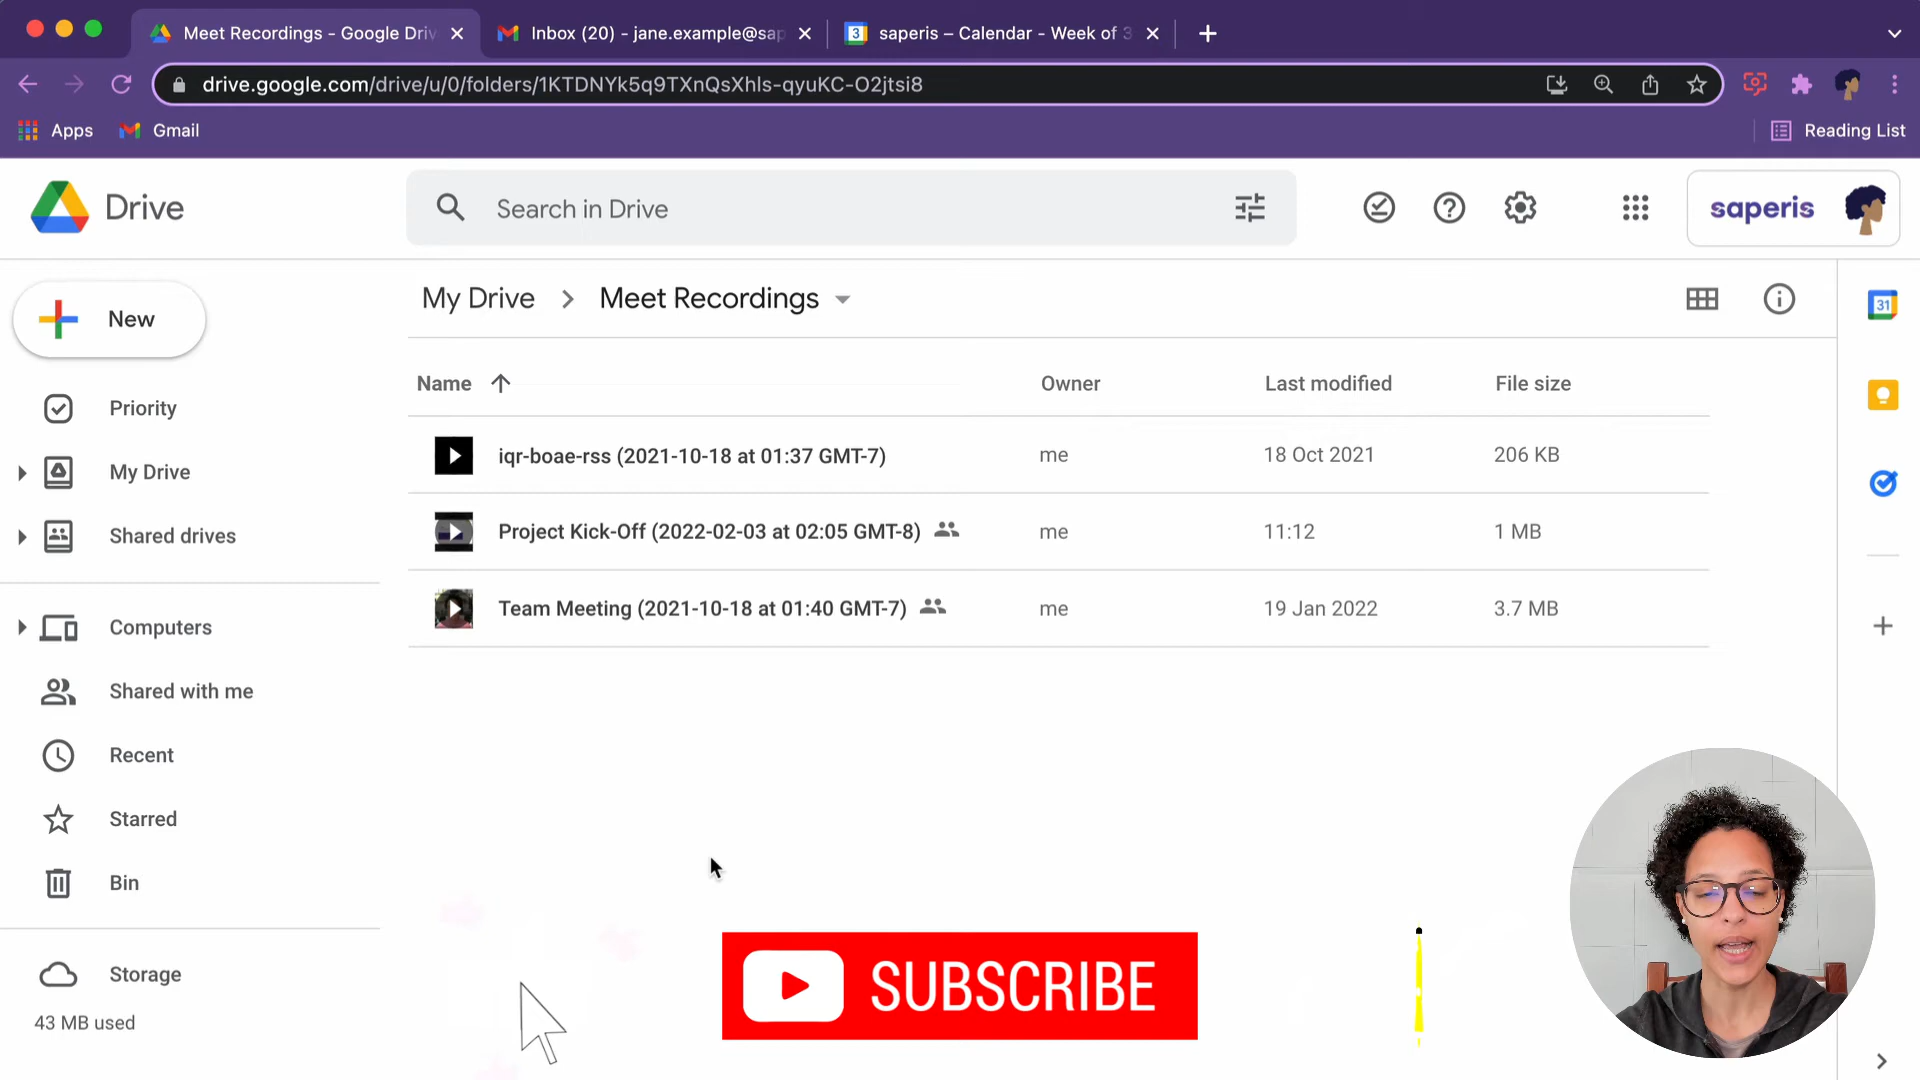 Meet Recordings - Google Driv
Inbox (20) - jane.example@sap
3
saperis – Calendar - Week of 3
drive.google.com/drive/u/0/folders/1KTDNYk5q9TXnQsXhls-qyuKC-O2jtsi8
Apps
Gmail
Reading List
Drive
Search in Drive
saperis
New
My Drive
Meet Recordings
31
Name
Owner
Last modified
File size
Priority
iqr-boae-rss (2021-10-18 at 01:37 GMT-7)
me
18 Oct 2021
206 KB
My Drive
Project Kick-Off (2022-02-03 at 02:05 GMT-8)
me
11:12
1 MB
Shared drives
Team Meeting (2021-10-18 at 01:40 GMT-7)
me
19 Jan 2022
3.7 MB
Computers
Shared with me
Recent
Starred
Bin
Storage
43 MB used
SUBSCRIBE